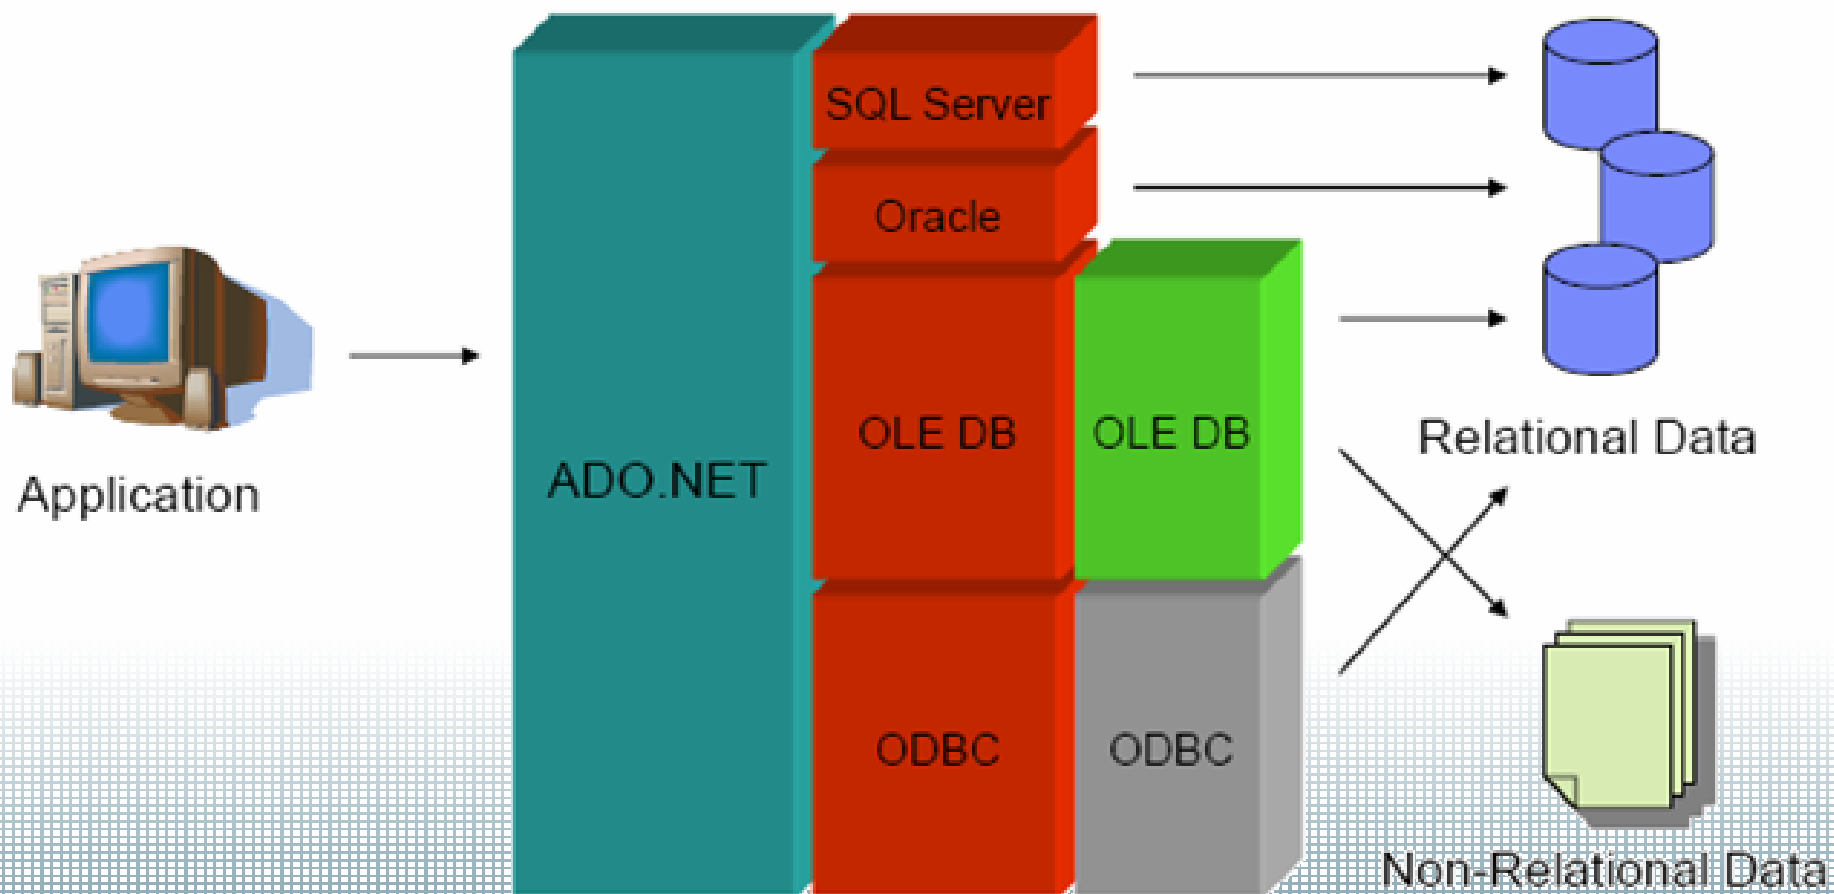 SQL Server
Oracle
OLE DB
OLE DB
Relational Data
ADO.NET
Application
ODBC
ODBC
Non-Relational Data